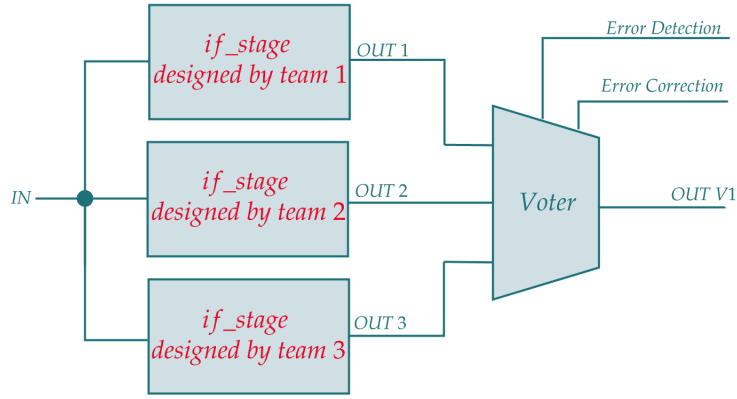 if_stage
designed by team 1
OUT 1
Error Detection
Error Correction
IN
if_stage
designed by team 2
OUT 2
Voter
OUT V1
if_stage
designed by team 3
OUT 3